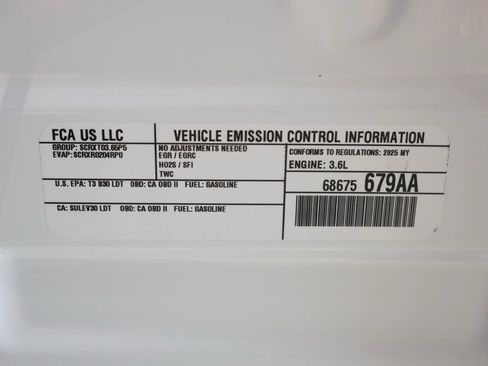 FCA US LLC
VEHICLE EMISSION CONTROL INFORMATION
GROUP: SCRXT03.65P5
EVAP: SCRXR0204RP0
NO ADJUSTMENTS NEEDED
EGR / EGRC
HO2S / SFI
TWC
CONFORMS TO REGULATIONS: 2025 MY
ENGINE: 3.6L
68675 679AA
U.S. EPA: T3 B30 LDT OBD: CA OBD II FUEL: GASOLINE
CA: SULEV30 LDT OBD: CA OBD II FUEL: GASOLINE